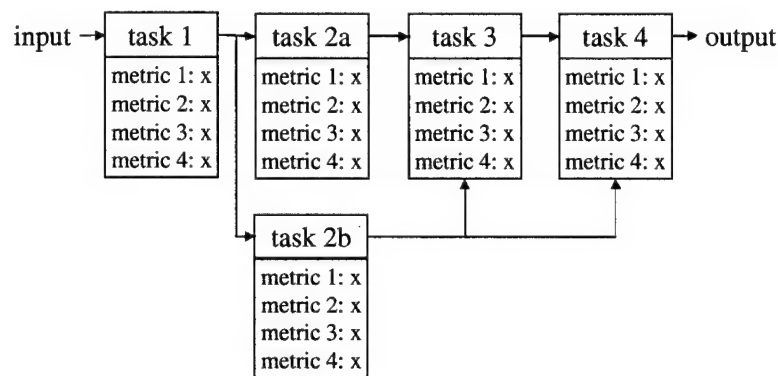 input
task 1
metric 1: x
metric 2: x
metric 3: x
metric 4: x
task 2a
metric 1: x
metric 2: x
metric 3: x
metric 4: x
task 3
metric 1: x
metric 2: x
metric 3: x
metric 4: x
task 4
metric 1: x
metric 2: x
metric 3: x
metric 4: x
output
task 2b
metric 1: x
metric 2: x
metric 3: x
metric 4: x